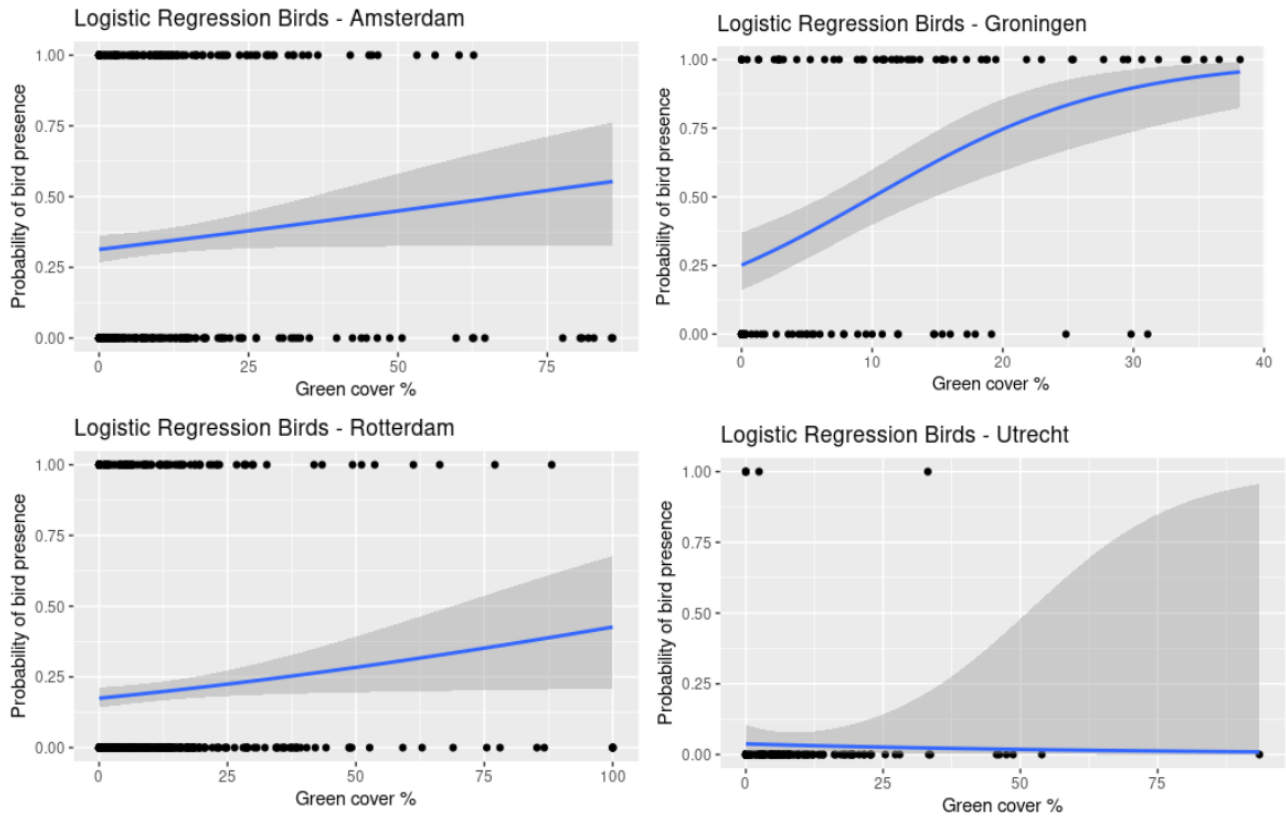 Logistic Regression Birds - Amsterdam
Probability of bird presence
1.00
0.75
0.50
0.25
0.00
0 25 50 75
Green cover %
Logistic Regression Birds - Groningen
Probability of bird presence
1.00
0.75
0.50
0.25
0.00
0 10 20 30 40
Green cover %
Logistic Regression Birds - Rotterdam
Probability of bird presence
1.00
0.75
0.50
0.25
0.00
0 25 50 75 100
Green cover %
Logistic Regression Birds - Utrecht
Probability of bird presence
1.00
0.75
0.50
0.25
0.00
0 25 50 75
Green cover %